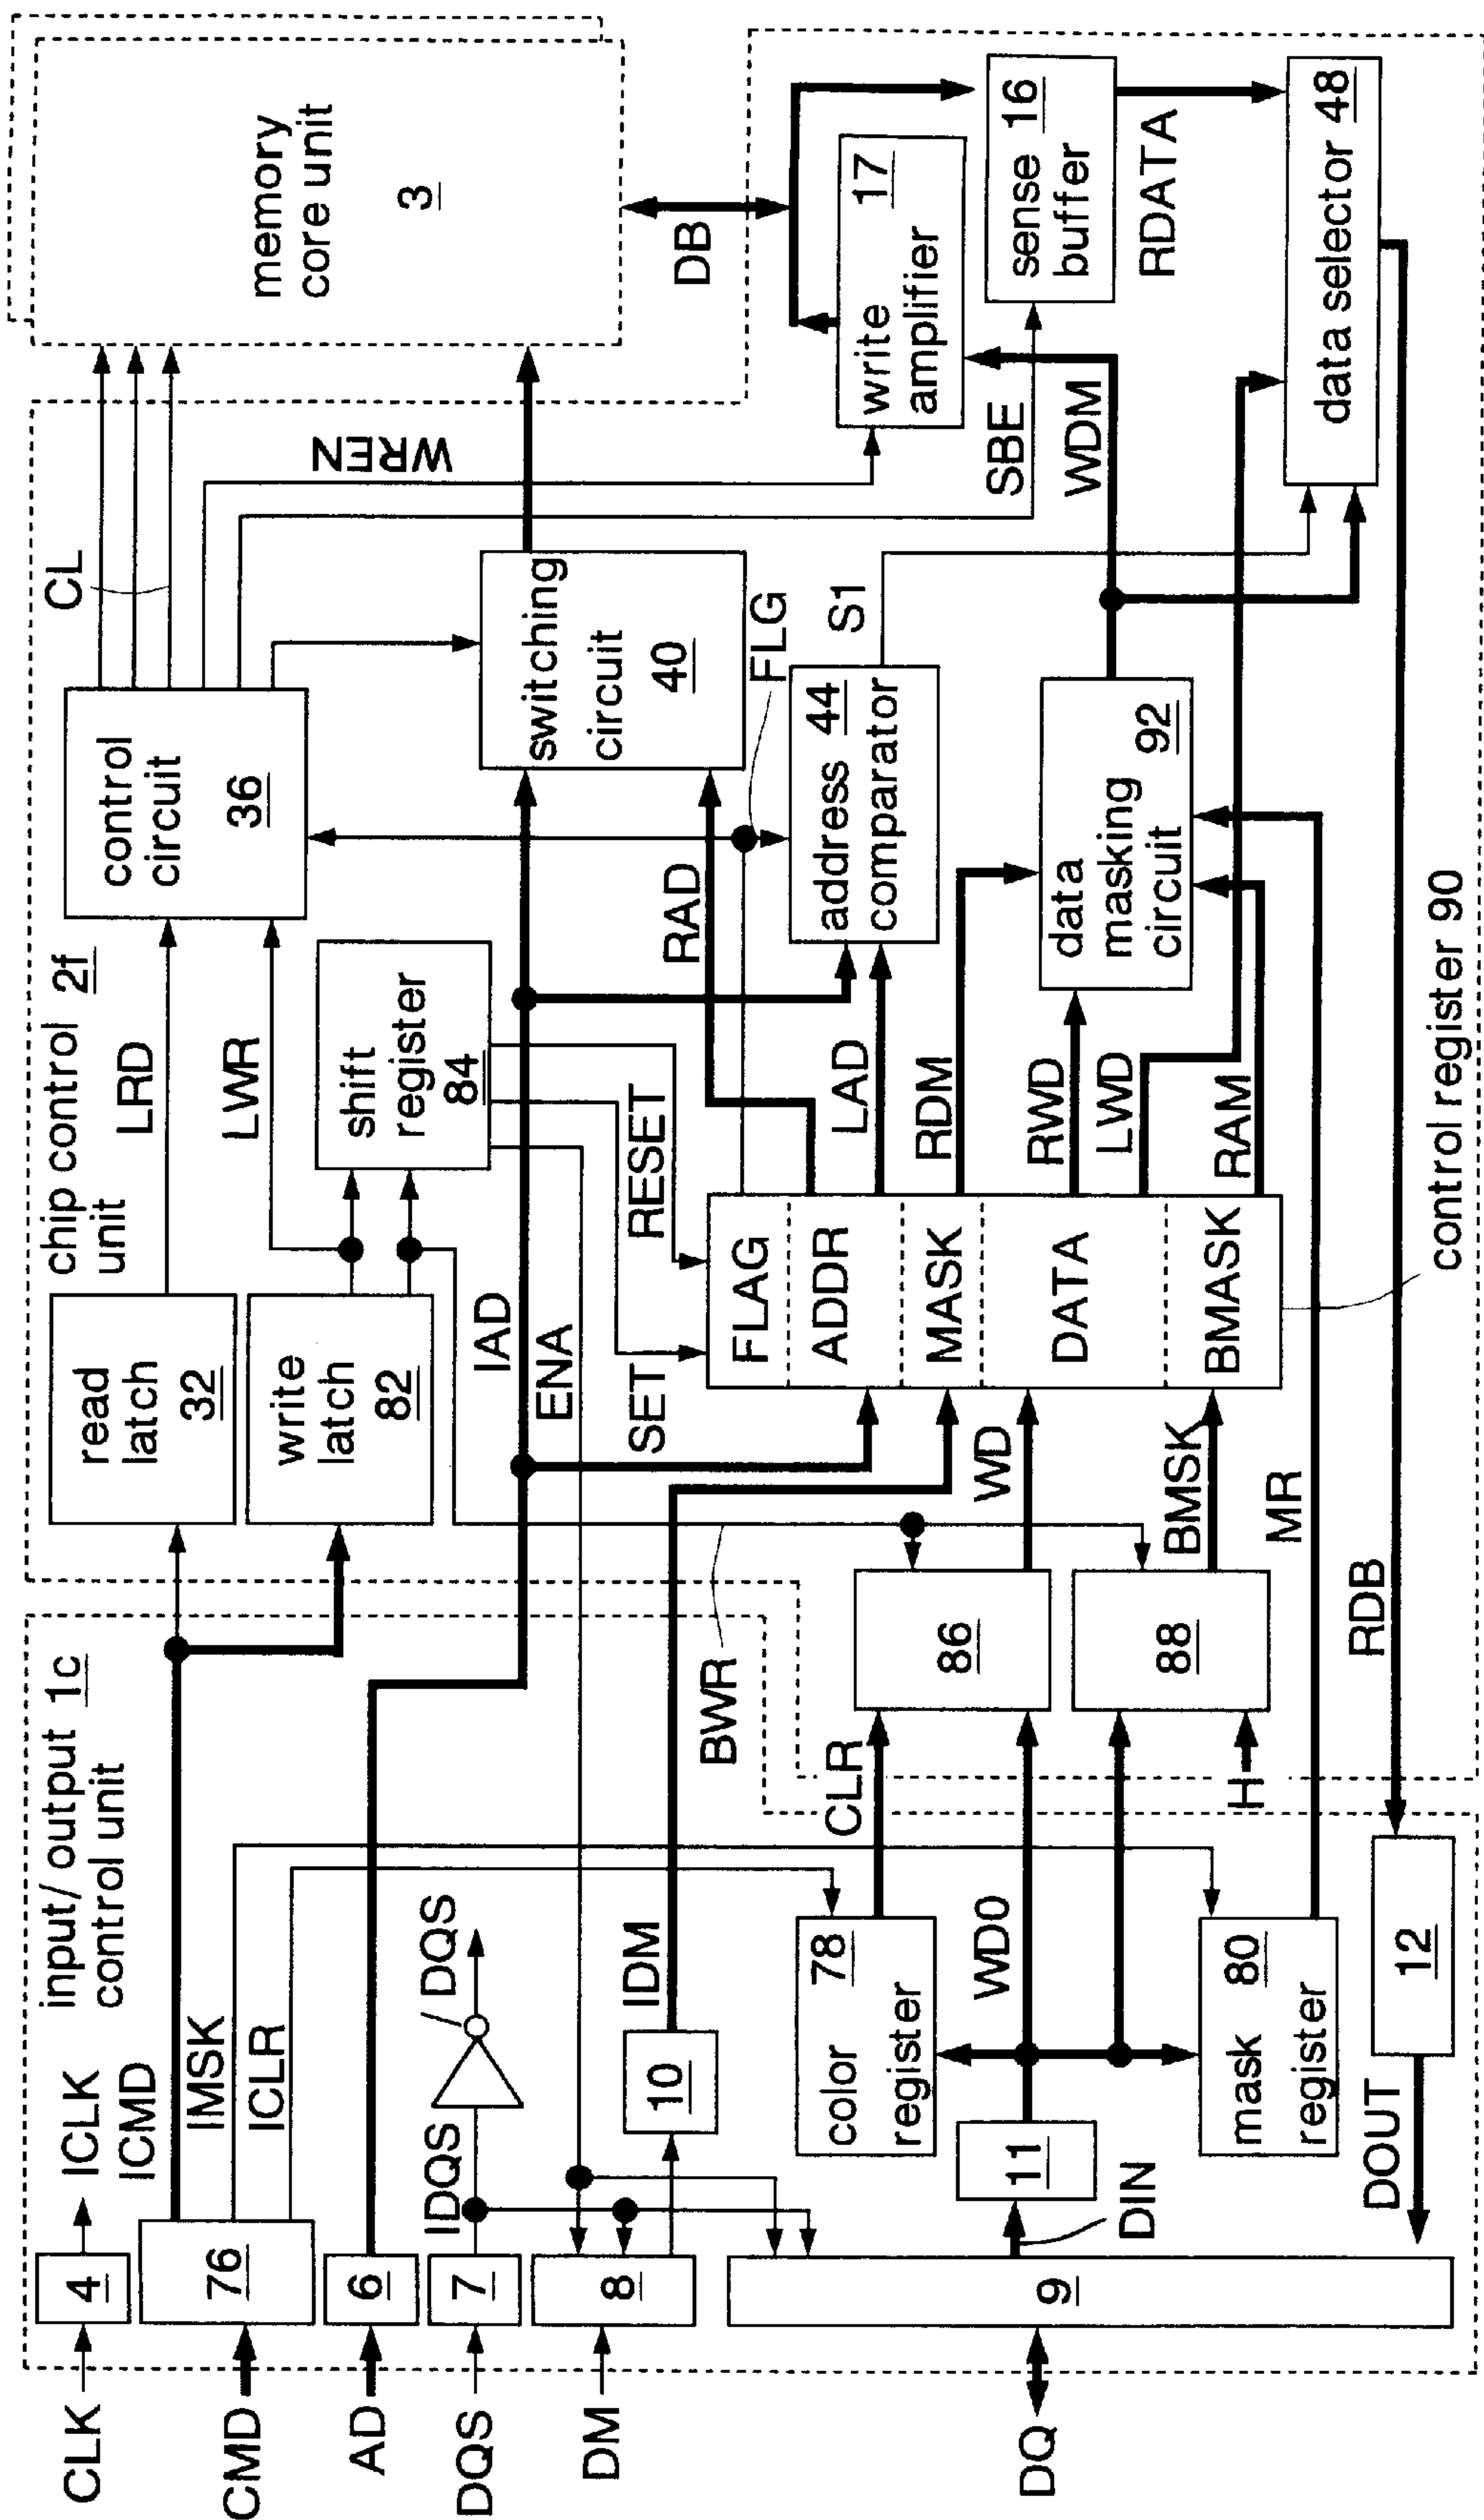 CLK
CMD
AD
DQS
DM
DQ
4
ICLK
input/ output 1c
control unit
76
ICMD
IMSK
ICLR
6
7
IDQS
/DQS
8
10
IDM
9
DIN
11
WD0
color
register
78
CLR
mask
register
80
MR
12
DOUT
RDB
H
86
88
BWR
WD
BMSK
chip control 2f
unit
read
latch
32
write
latch
82
LRD
LWR
shift
register
84
IAD
ENA
SET
RESET
FLAG
ADDR
MASK
DATA
BMASK
control register 90
RAD
LAD
RDM
RWD
LWD
RAM
control
circuit
36
CL
WREN
switching
circuit
40
FLG
address 44
comparator
S1
data
masking
circuit 92
SBE
WDM
memory
core unit
3
DB
write
amplifier
17
sense 16
buffer
RDATA
data selector 48